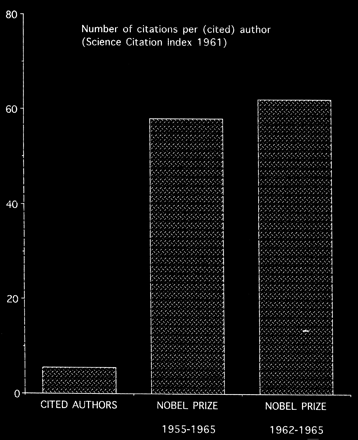 80
Number of citations per (cited) author
(Science Citation Index 1961)
60
40
20
0
CITED AUTHORS NOBEL PRIZE NOBEL PRIZE
1955-1965 1962-1965